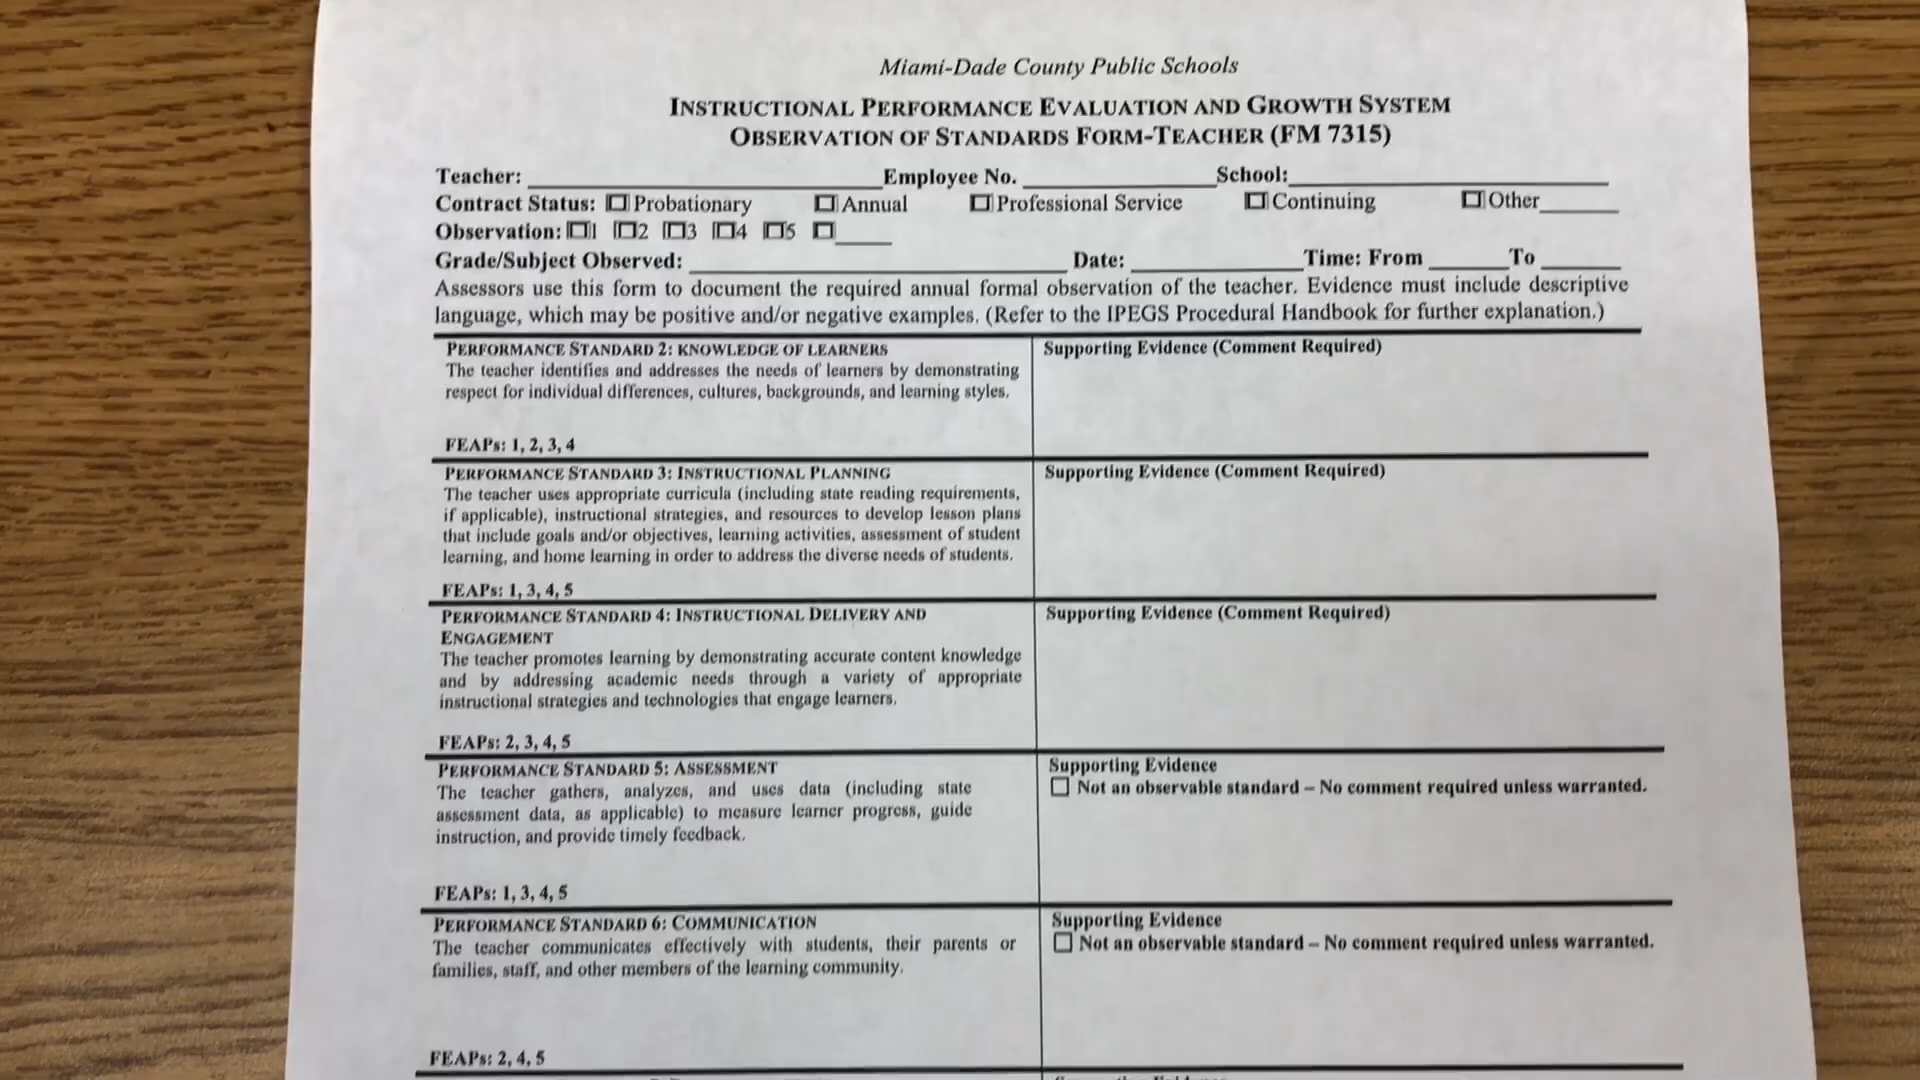 Miami-Dade County Public Schools
INSTRUCTIONAL PERFORMANCE EVALUATION AND GROWTH SYSTEM
OBSERVATION OF STANDARDS FORM-TEACHER (FM 7315)
Teacher: Employee No. School:
Contract Status: Probationary Annual Professional Service Continuing Other
Observation: 1 2 3 4 5
Grade/Subject Observed: Date: Time: From To
Assessors use this form to document the required annual formal observation of the teacher. Evidence must include descriptive
language, which may be positive and/or negative examples. (Refer to the IPEGS Procedural Handbook for further explanation.)
PERFORMANCE STANDARD 2: KNOWLEDGE OF LEARNERS
The teacher identifies and addresses the needs of learners by demonstrating
respect for individual differences, cultures, backgrounds, and learning styles.
FEAPs: 1, 2, 3, 4
Supporting Evidence (Comment Required)
PERFORMANCE STANDARD 3: INSTRUCTIONAL PLANNING
The teacher uses appropriate curricula (including state reading requirements,
if applicable), instructional strategies, and resources to develop lesson plans
that include goals and/or objectives, learning activities, assessment of student
learning, and home learning in order to address the diverse needs of students.
FEAPs: 1, 3, 4, 5
Supporting Evidence (Comment Required)
PERFORMANCE STANDARD 4: INSTRUCTIONAL DELIVERY AND
ENGAGEMENT
The teacher promotes learning by demonstrating accurate content knowledge
and by addressing academic needs through a variety of appropriate
instructional strategies and technologies that engage learners.
FEAPs: 2, 3, 4, 5
Supporting Evidence (Comment Required)
PERFORMANCE STANDARD 5: ASSESSMENT
The teacher gathers, analyzes, and uses data (including state
assessment data, as applicable) to measure learner progress, guide
instruction, and provide timely feedback.
FEAPs: 1, 3, 4, 5
Supporting Evidence
Not an observable standard – No comment required unless warranted.
PERFORMANCE STANDARD 6: COMMUNICATION
The teacher communicates effectively with students, their parents or
families, staff, and other members of the learning community.
FEAPs: 2, 4, 5
Supporting Evidence
Not an observable standard – No comment required unless warranted.